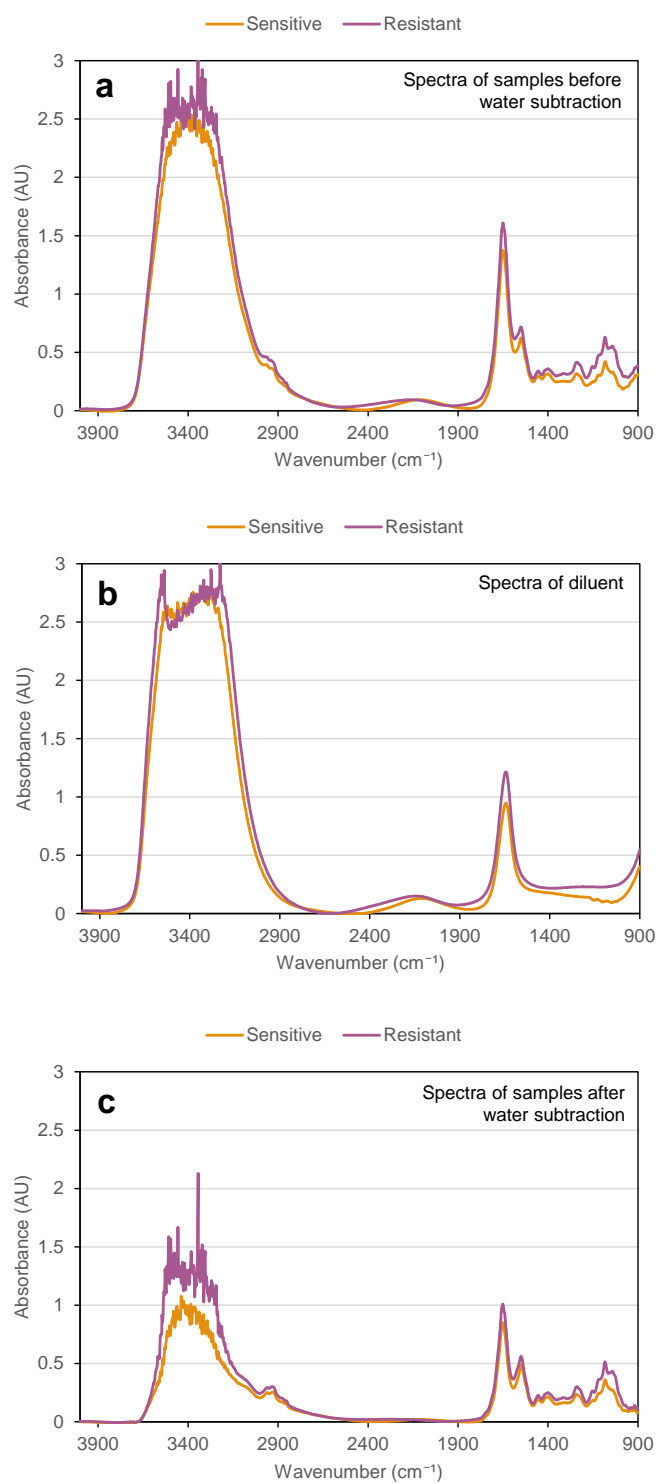 Sensitive Resistant
a
Spectra of samples before
water subtraction
Absorbance (AU)
3
2.5
2
1.5
1
0.5
0
3900 3400 2900 2400 1900 1400 900
Wavenumber (cm⁻¹)
Sensitive Resistant
b
Spectra of diluent
Absorbance (AU)
3
2.5
2
1.5
1
0.5
0
3900 3400 2900 2400 1900 1400 900
Wavenumber (cm⁻¹)
Sensitive Resistant
c
Spectra of samples after
water subtraction
Absorbance (AU)
3
2.5
2
1.5
1
0.5
0
3900 3400 2900 2400 1900 1400 900
Wavenumber (cm⁻¹)